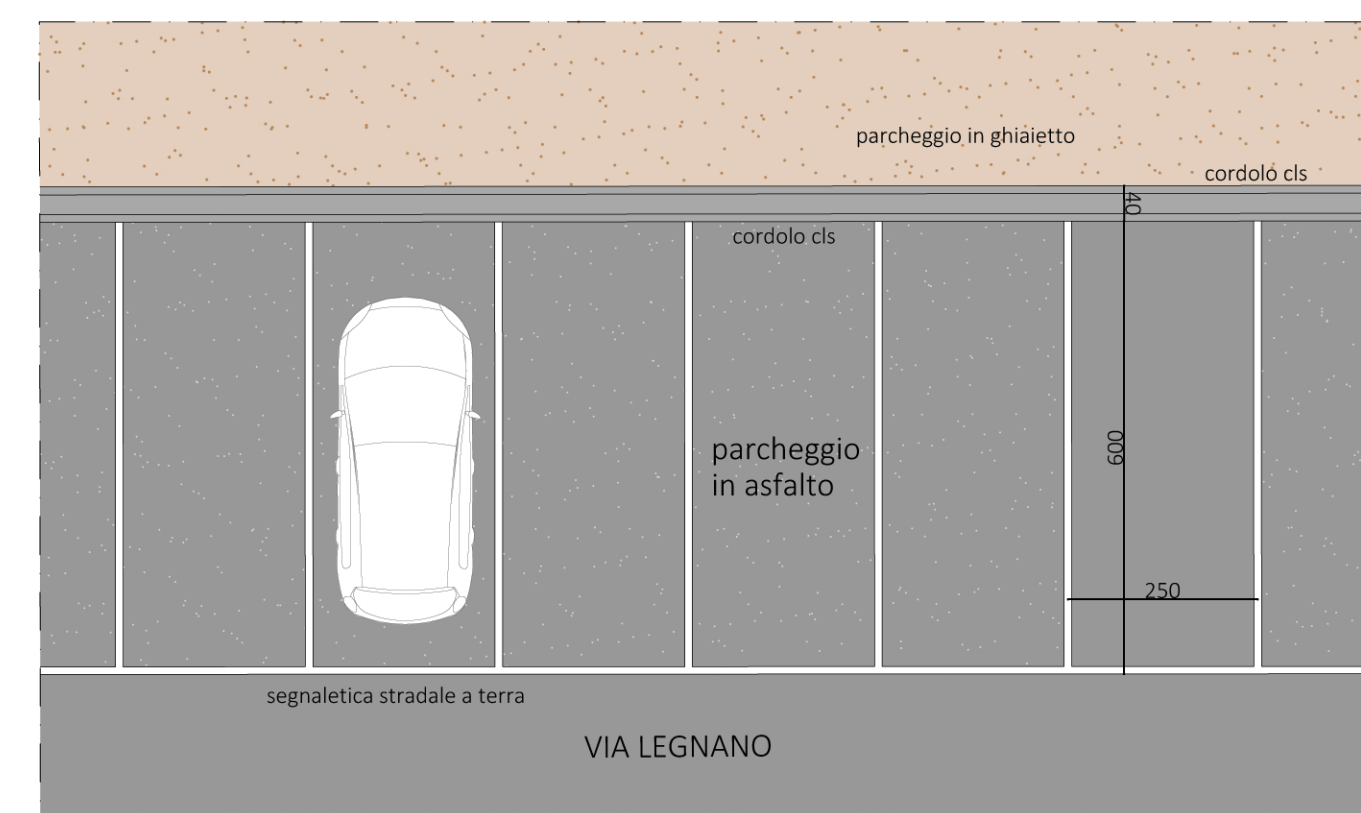 parcheggio in ghiaietto
cordolo cls
40
cordolo cls
parcheggio
in asfalto
600
250
segnaletica stradale a terra
VIA LEGNANO